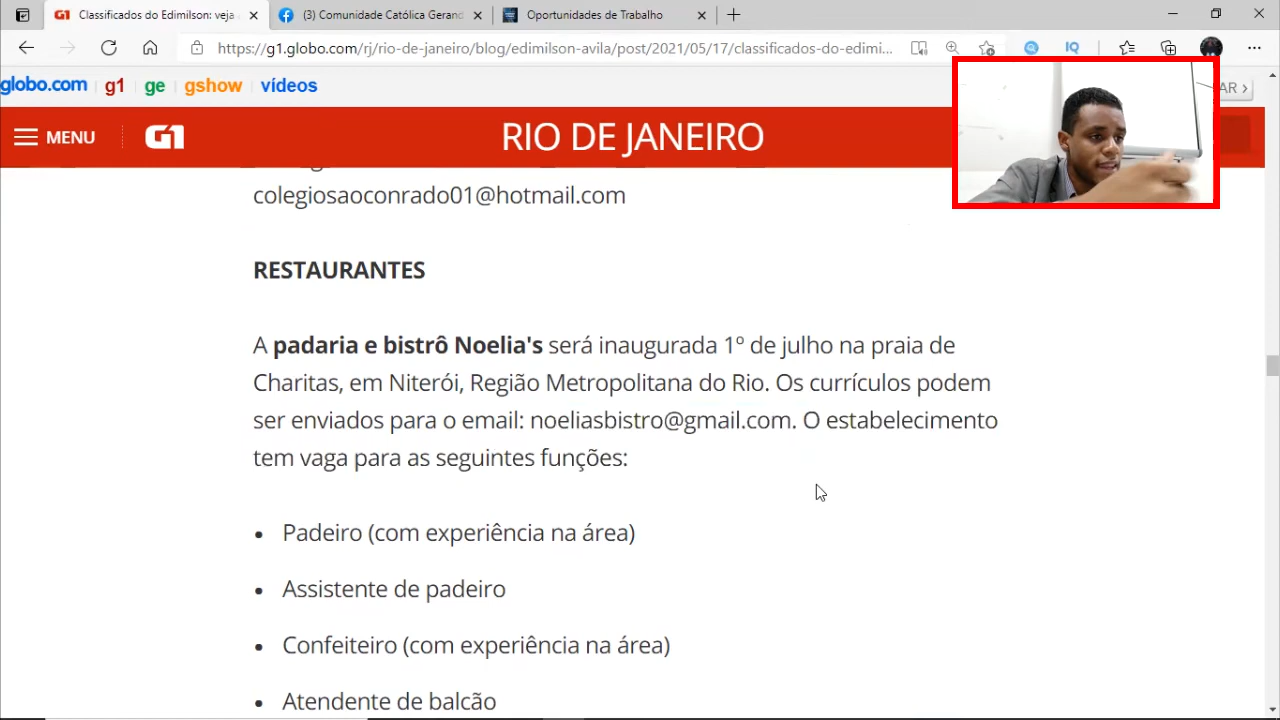 Classificados do Edimilson: veja
(3) Comunidade Católica Gerand
Oportunidades de Trabalho
https://g1.globo.com/rj/rio-de-janeiro/blog/edimilson-avila/post/2021/05/17/classificados-do-edimi...
globo.com g1 ge gshow vídeos
AR
MENU G1 RIO DE JANEIRO
colegiosaoconrado01@hotmail.com
RESTAURANTES
A padaria e bistrô Noelia's será inaugurada 1º de julho na praia de
Charitas, em Niterói, Região Metropolitana do Rio. Os currículos podem
ser enviados para o email: noeliasbistro@gmail.com. O estabelecimento
tem vaga para as seguintes funções:
• Padeiro (com experiência na área)
• Assistente de padeiro
• Confeiteiro (com experiência na área)
• Atendente de balcão